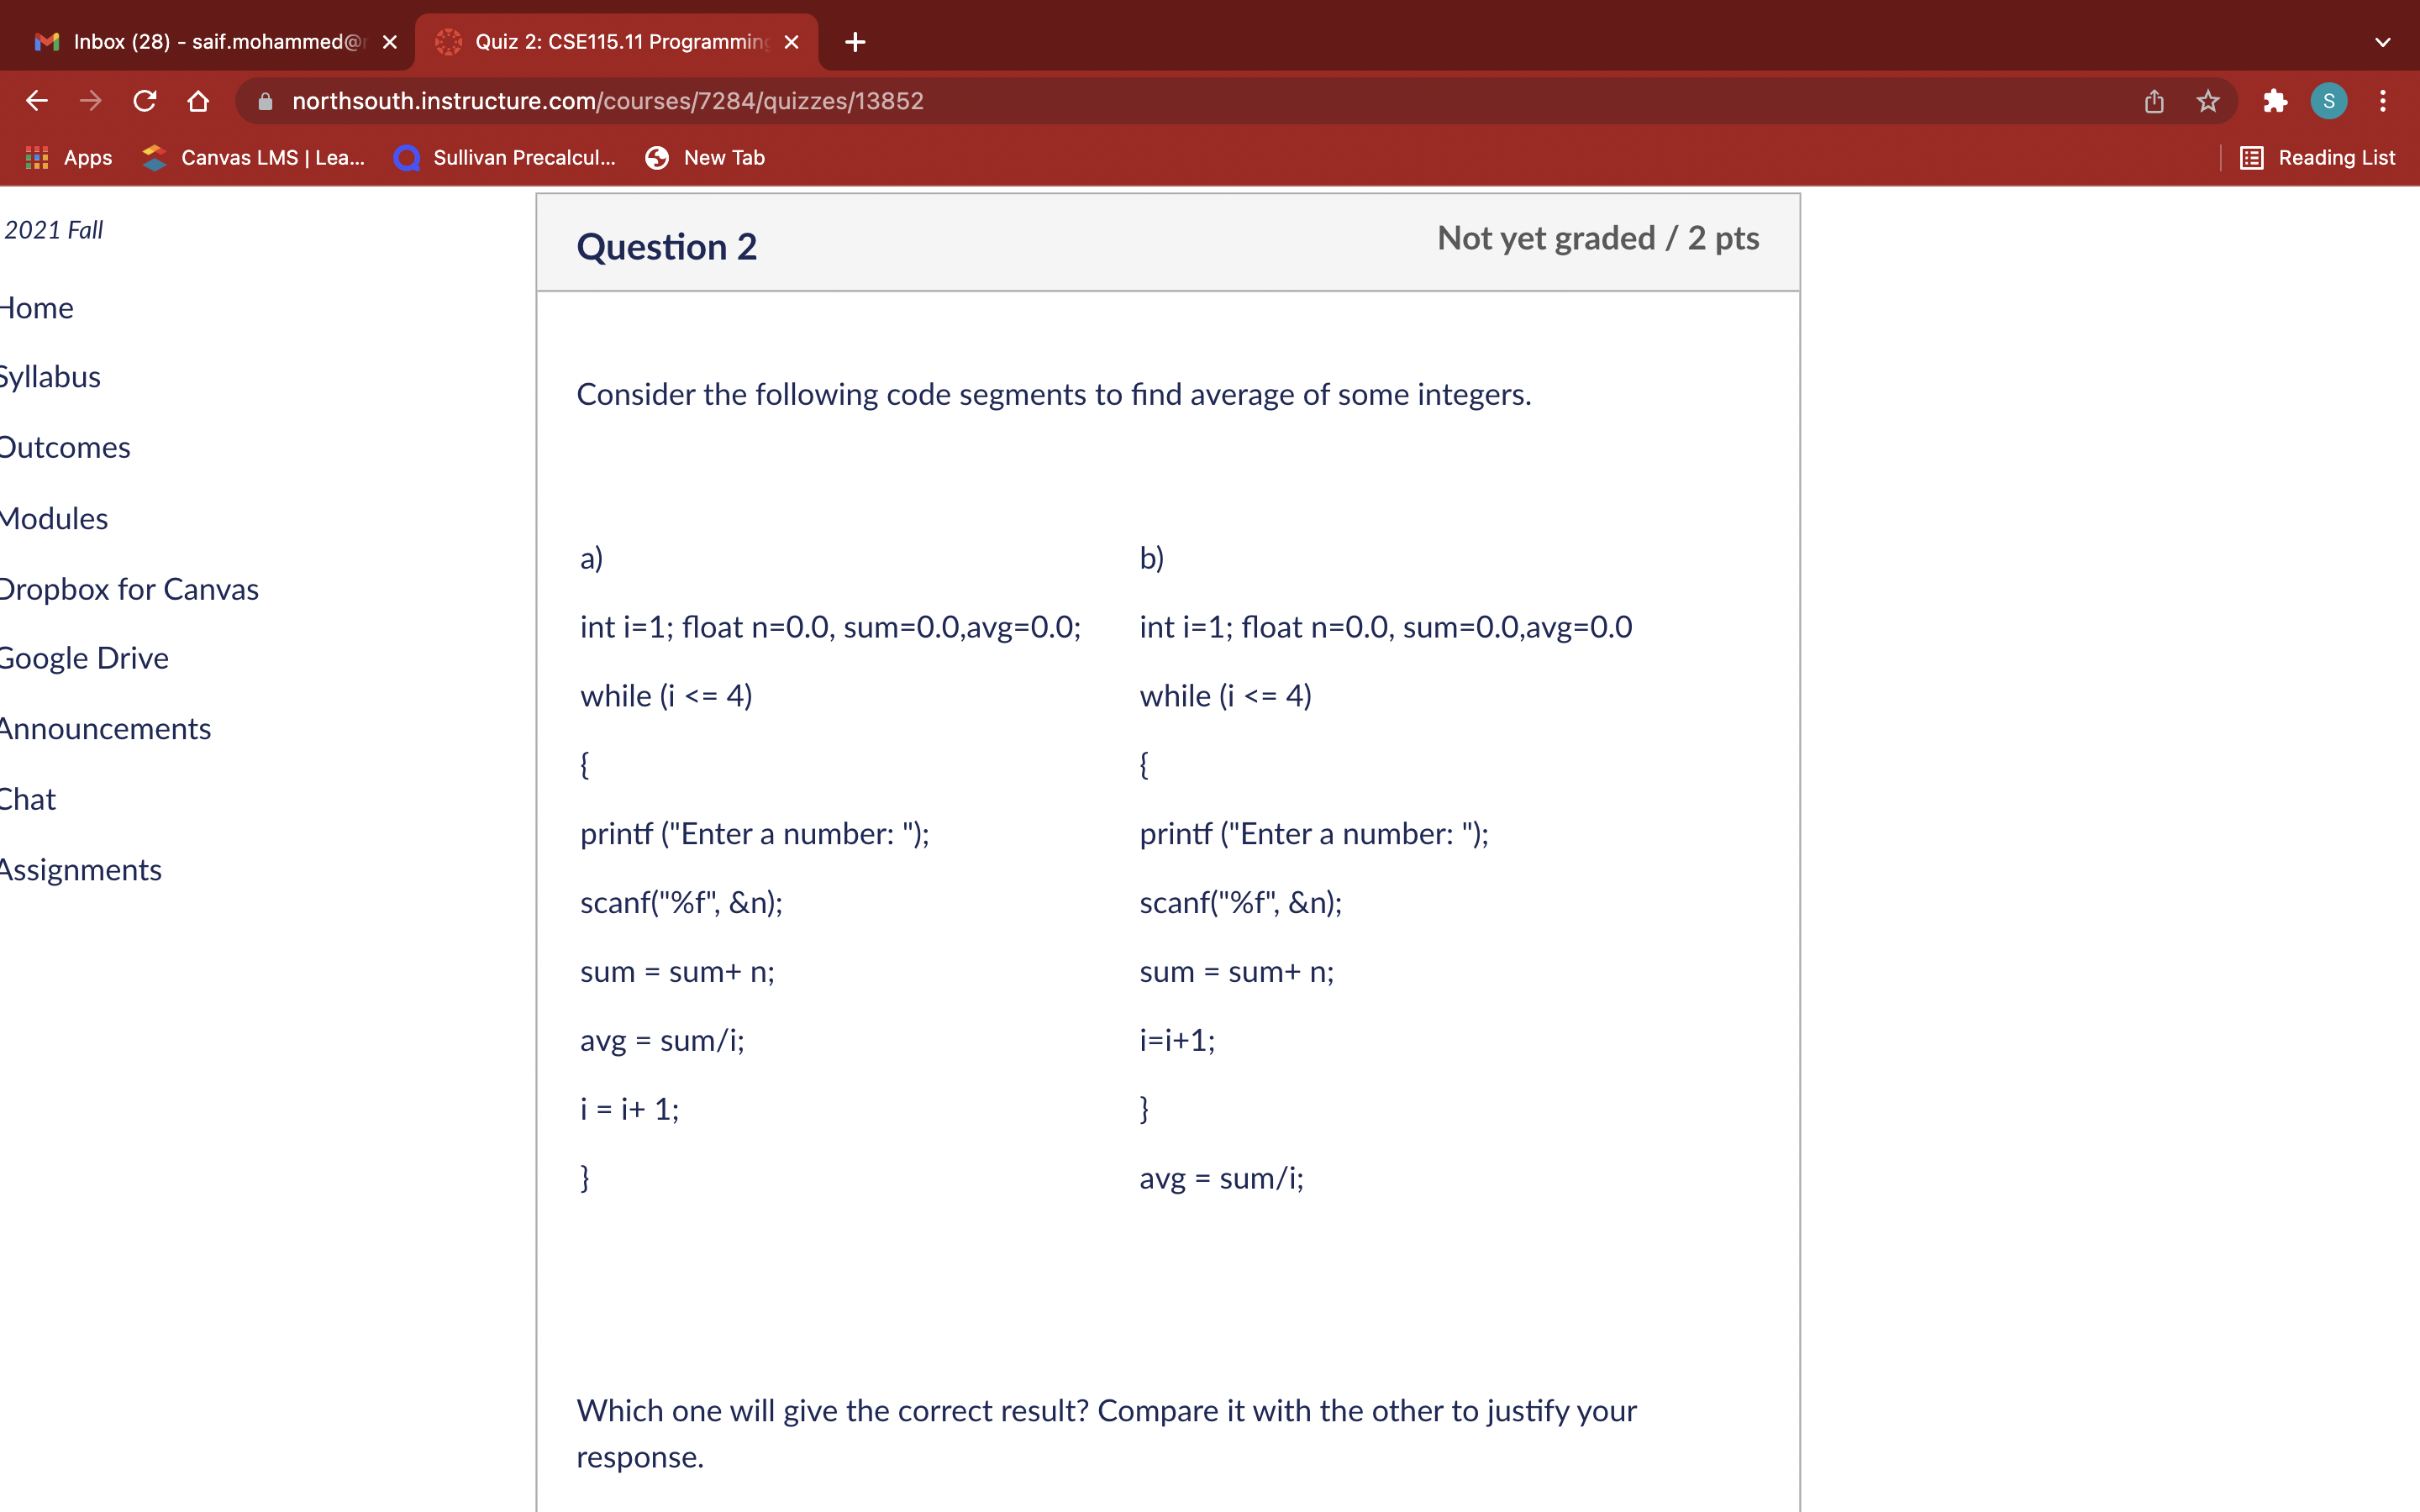 Inbox (28) - saif.mohammed@
Quiz 2: CSE115.11 Programming
northsouth.instructure.com/courses/7284/quizzes/13852
S
Apps
Canvas LMS | Lea...
Sullivan Precalcul...
New Tab
Reading List
2021 Fall
Home
Syllabus
Outcomes
Modules
Dropbox for Canvas
Google Drive
Announcements
Chat
Assignments
Question 2
Not yet graded / 2 pts
Consider the following code segments to find average of some integers.
a)
int i=1; float n=0.0, sum=0.0,avg=0.0;
while (i <= 4)
{
printf ("Enter a number: ");
scanf("%f", &n);
sum = sum+ n;
avg = sum/i;
i = i+ 1;
}
b)
int i=1; float n=0.0, sum=0.0,avg=0.0
while (i <= 4)
{
printf ("Enter a number: ");
scanf("%f", &n);
sum = sum+ n;
i=i+1;
}
avg = sum/i;
Which one will give the correct result? Compare it with the other to justify your
response.